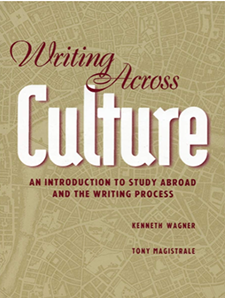 Writing
Across
Culture
AN INTRODUCTION TO STUDY ABROAD
AND THE WRITING PROCESS
KENNETH WAGNER
TONY MAGISTRALE